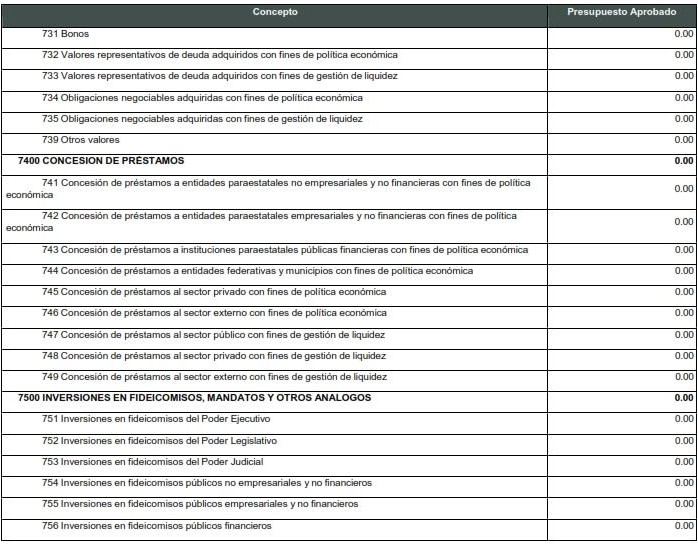 Concepto Presupuesto Aprobado
731 Bonos 0.00
732 Valores representativos de deuda adquiridos con fines de política económica 0.00
733 Valores representativos de deuda adquiridos con fines de gestión de liquidez 0.00
734 Obligaciones negociables adquiridas con fines de política económica 0.00
735 Obligaciones negociables adquiridas con fines de gestión de liquidez 0.00
739 Otros valores 0.00
7400 CONCESION DE PRÉSTAMOS 0.00
741 Concesión de préstamos a entidades paraestatales no empresariales y no financieras con fines de política
económica 0.00
742 Concesión de préstamos a entidades paraestatales empresariales y no financieras con fines de política
económica 0.00
743 Concesión de préstamos a instituciones paraestatales públicas financieras con fines de política económica 0.00
744 Concesión de préstamos a entidades federativas y municipios con fines de política económica 0.00
745 Concesión de préstamos al sector privado con fines de política económica 0.00
746 Concesión de préstamos al sector externo con fines de política económica 0.00
747 Concesión de préstamos al sector público con fines de gestión de liquidez 0.00
748 Concesión de préstamos al sector privado con fines de gestión de liquidez 0.00
749 Concesión de préstamos al sector externo con fines de gestión de liquidez 0.00
7500 INVERSIONES EN FIDEICOMISOS, MANDATOS Y OTROS ANALOGOS 0.00
751 Inversiones en fideicomisos del Poder Ejecutivo 0.00
752 Inversiones en fideicomisos del Poder Legislativo 0.00
753 Inversiones en fideicomisos del Poder Judicial 0.00
754 Inversiones en fideicomisos públicos no empresariales y no financieros 0.00
755 Inversiones en fideicomisos públicos empresariales y no financieros 0.00
756 Inversiones en fideicomisos públicos financieros 0.00